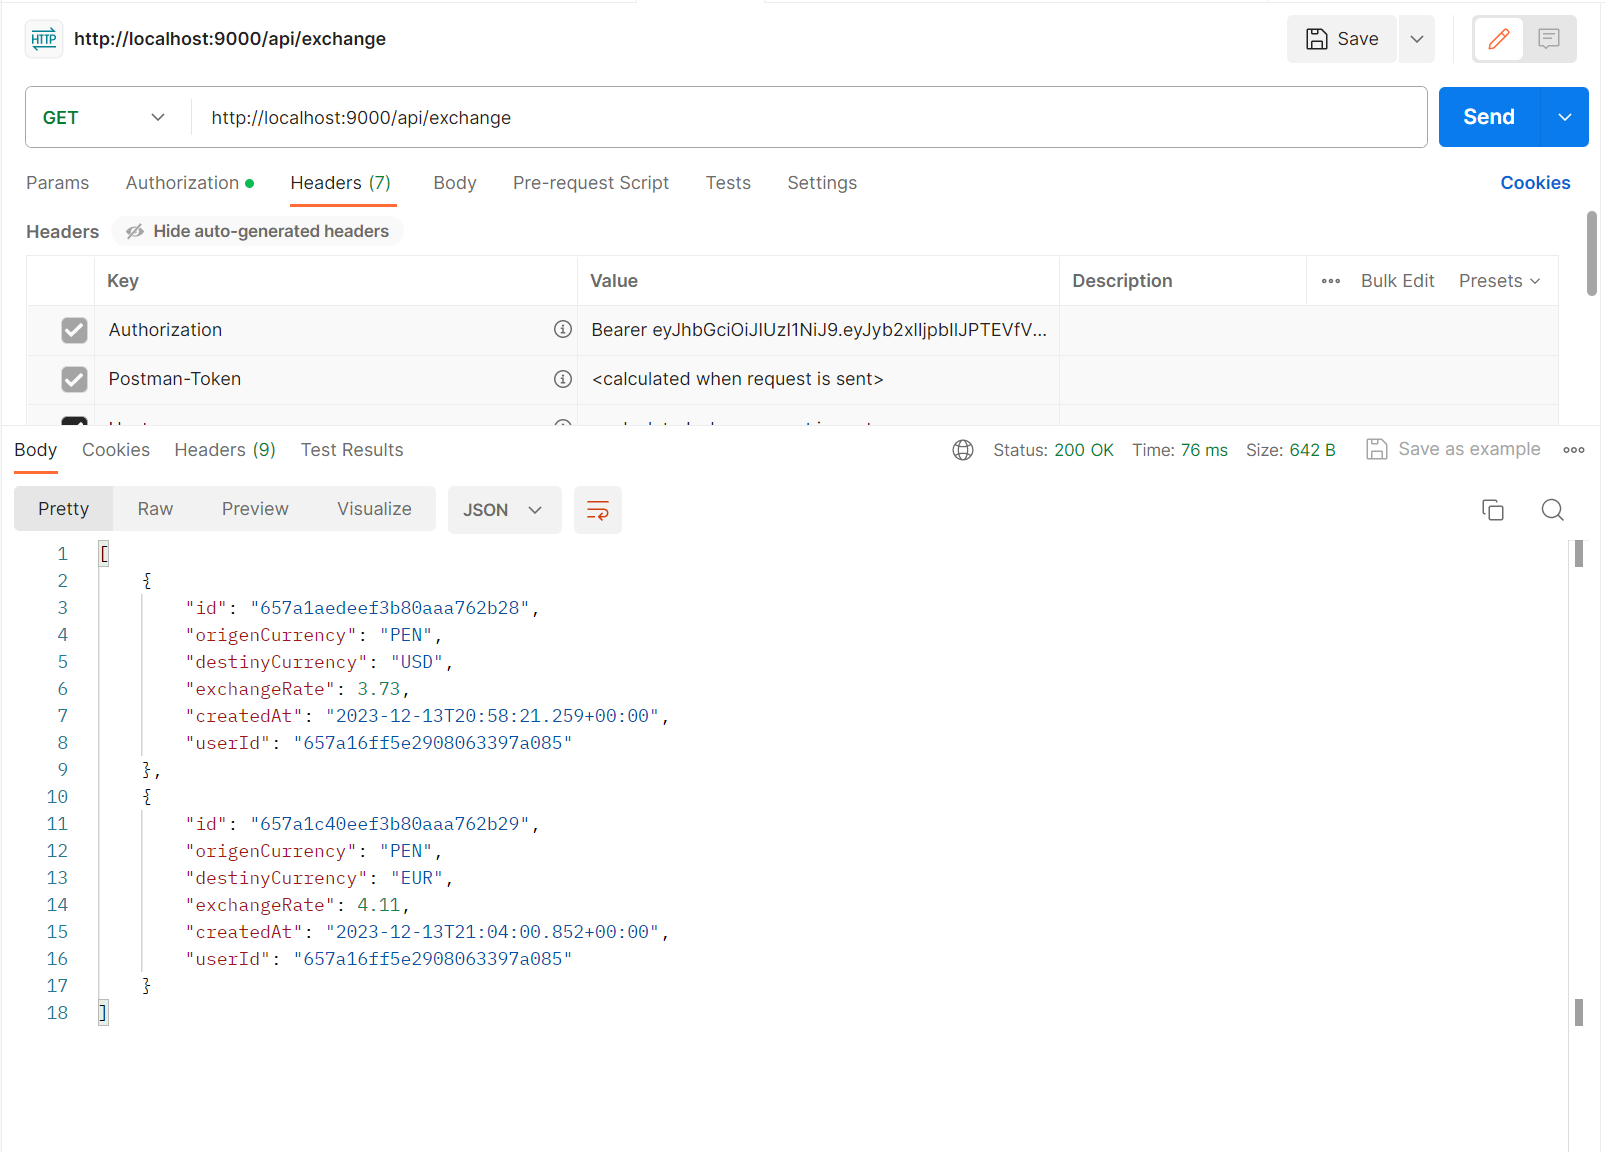 HTTP http://localhost:9000/api/exchange Save
GET http://localhost:9000/api/exchange Send
Params Authorization Headers (7) Body Pre-request Script Tests Settings Cookies
Headers Hide auto-generated headers
Key Value Description Bulk Edit Presets
Authorization Bearer eyJhbGciOiJIUzI1NiJ9.eyJyb2xlIjpbIlJPTEVfV...
Postman-Token <calculated when request is sent>
Body Cookies Headers (9) Test Results Status: 200 OK Time: 76 ms Size: 642 B Save as example
Pretty Raw Preview Visualize JSON
1 [
2 {
3 "id": "657a1aedeef3b80aaa762b28",
4 "origenCurrency": "PEN",
5 "destinyCurrency": "USD",
6 "exchangeRate": 3.73,
7 "createdAt": "2023-12-13T20:58:21.259+00:00",
8 "userId": "657a16ff5e2908063397a085"
9 },
10 {
11 "id": "657a1c40eef3b80aaa762b29",
12 "origenCurrency": "PEN",
13 "destinyCurrency": "EUR",
14 "exchangeRate": 4.11,
15 "createdAt": "2023-12-13T21:04:00.852+00:00",
16 "userId": "657a16ff5e2908063397a085"
17 }
18 ]